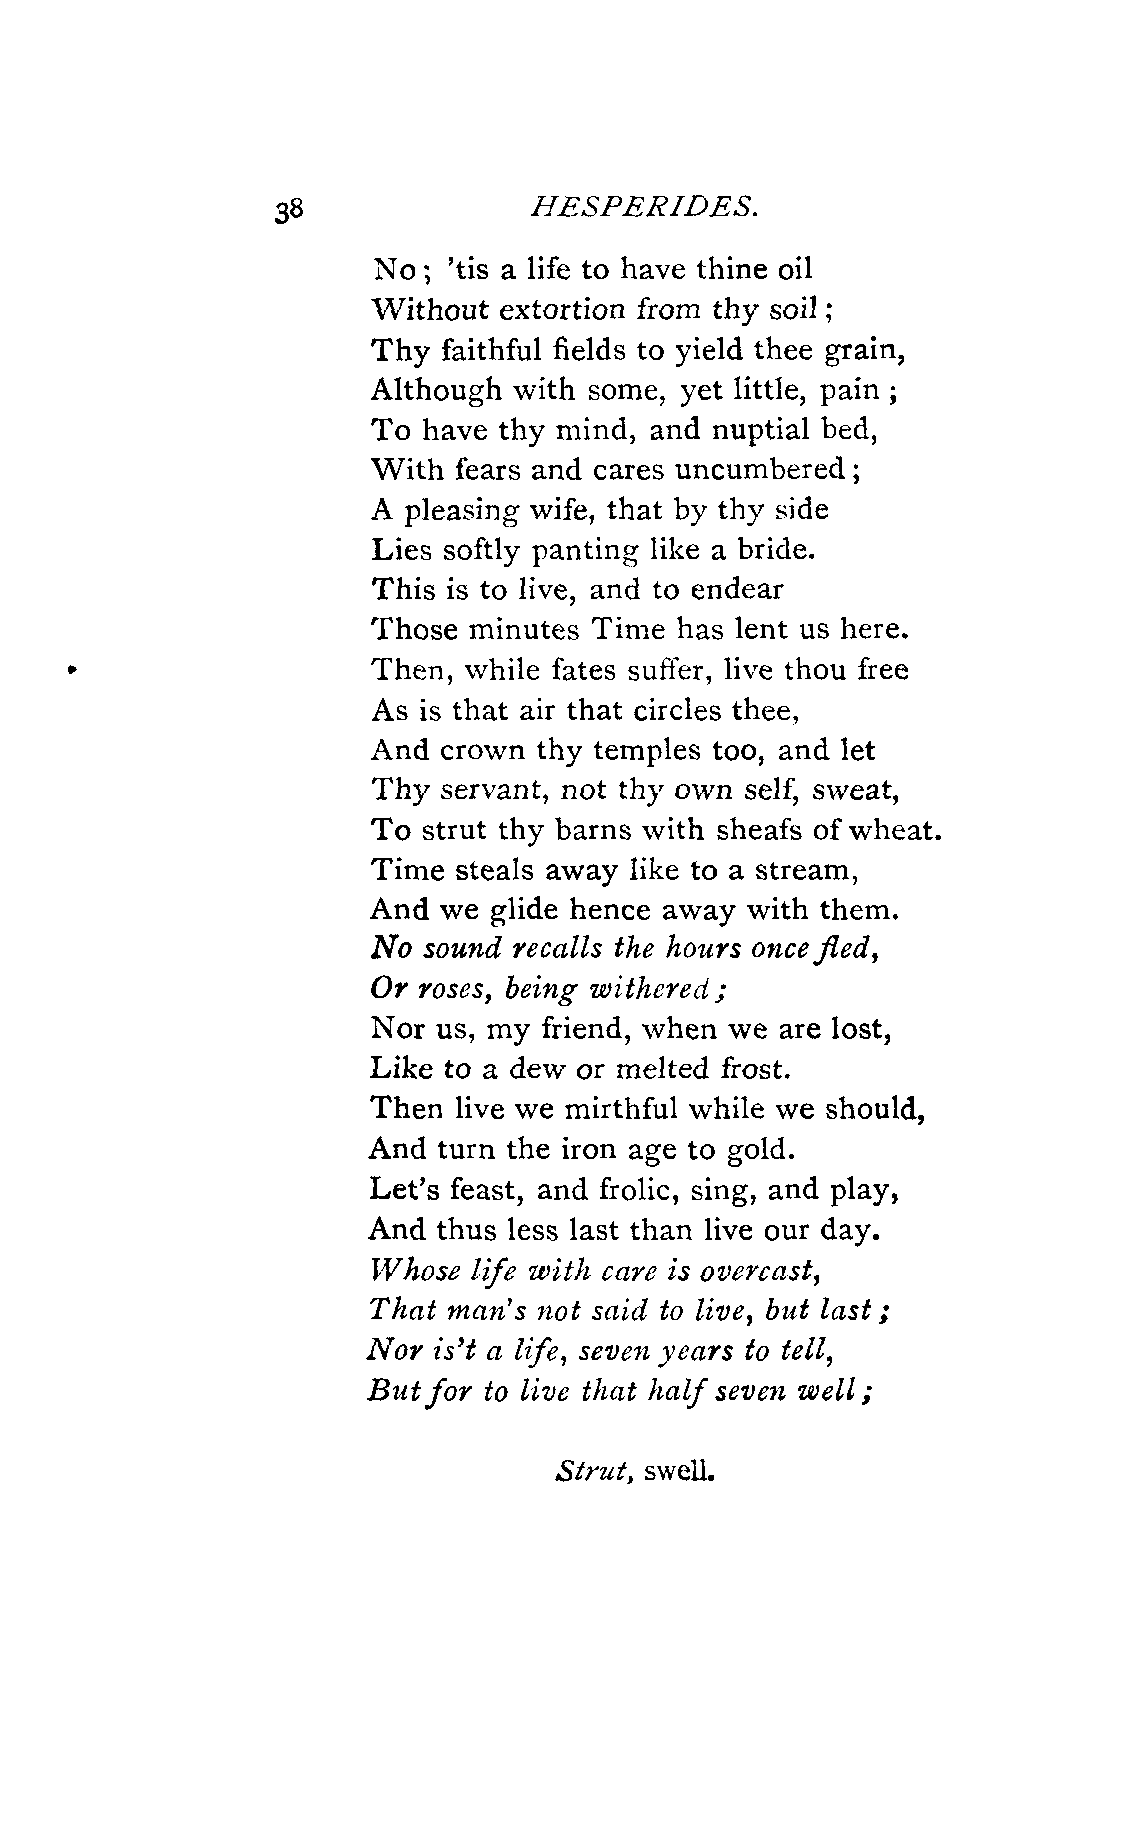 38 HESPERIDES.
No; 'tis a life to have thine oil
Without extortion from thy soil;
Thy faithful fields to yield thee grain,
Although with some, yet little, pain;
To have thy mind, and nuptial bed,
With fears and cares uncumbered;
A pleasing wife, that by thy side
Lies softly panting like a bride.
This is to live, and to endear
Those minutes Time has lent us here.
Then, while fates suffer, live thou free
As is that air that circles thee,
And crown thy temples too, and let
Thy servant, not thy own self, sweat,
To strut thy barns with sheafs of wheat.
Time steals away like to a stream,
And we glide hence away with them.
No sound recalls the hours once fled,
Or roses, being withered;
Nor us, my friend, when we are lost,
Like to a dew or melted frost.
Then live we mirthful while we should,
And turn the iron age to gold.
Let's feast, and frolic, sing, and play,
And thus less last than live our day.
Whose life with care is overcast,
That man's not said to live, but last;
Nor is't a life, seven years to tell,
But for to live that half seven well;
Strut, swell.